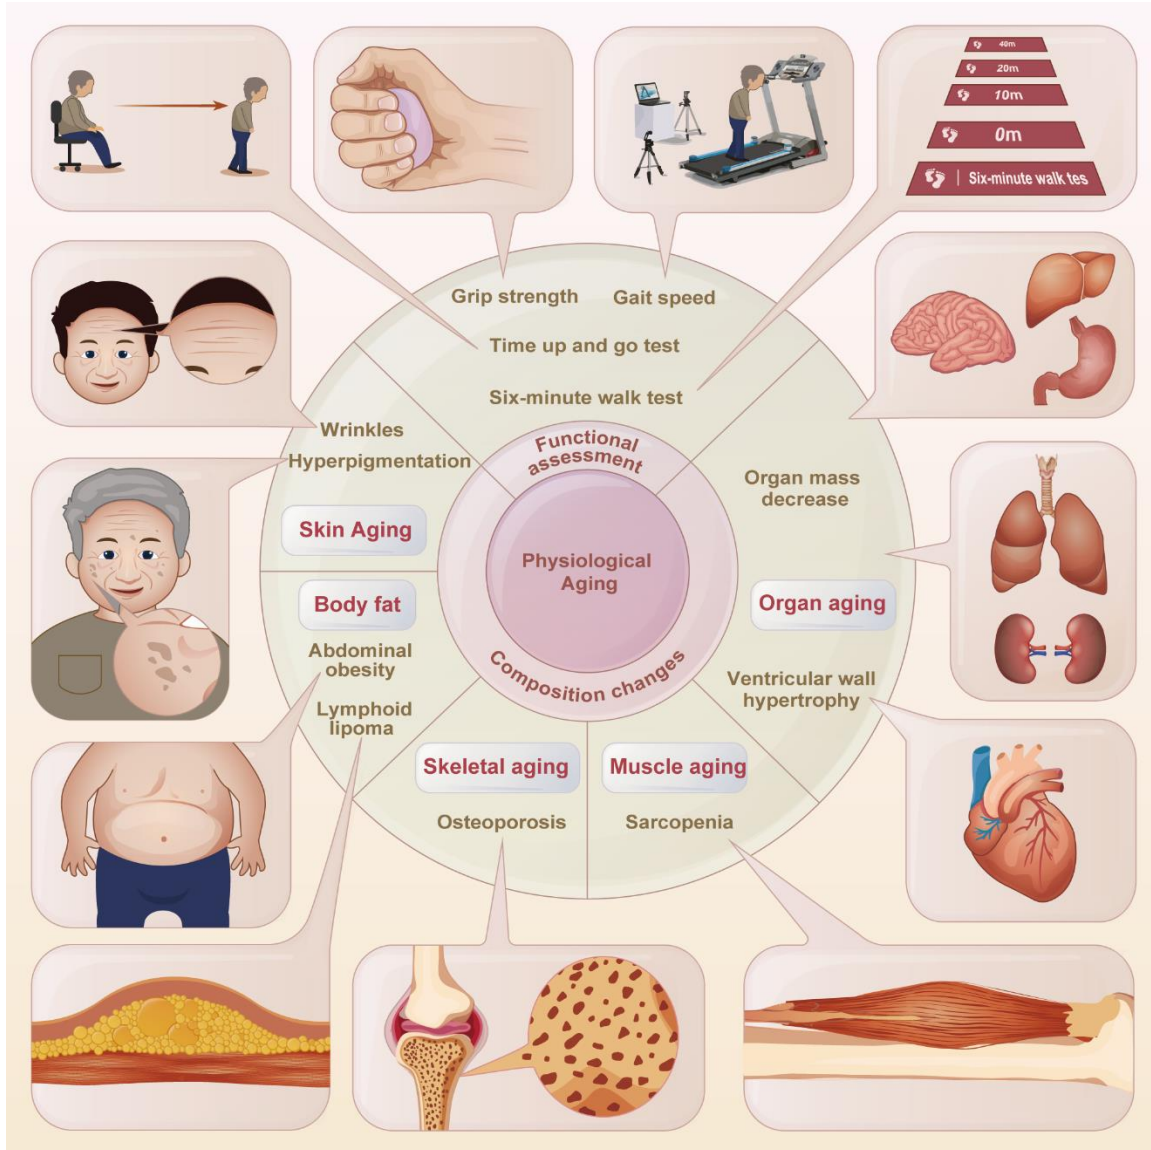 40m
20m
10m
0m
Six-minute walk tes
Grip strength
Gait speed
Time up and go test
Six-minute walk test
Functional
assessment
Wrinkles
Hyperpigmentation
Skin Aging
Organ mass
decrease
Physiological
Aging
Organ aging
Body fat
Abdominal
obesity
Lymphoid
lipoma
Composition changes
Ventricular wall
hypertrophy
Skeletal aging
Muscle aging
Osteoporosis
Sarcopenia